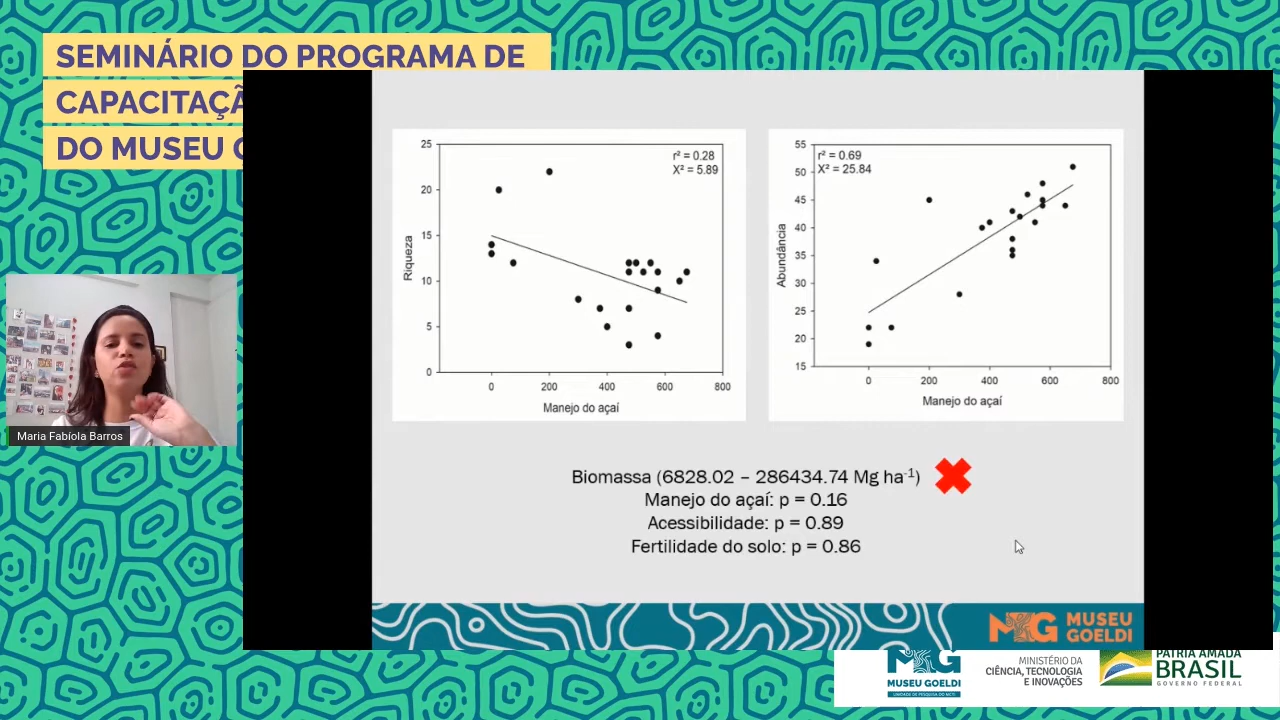 SEMINÁRIO DO PROGRAMA DE
CAPACITAÇÃ
DO MUSEU G
25
20
15
10
5
0
Riqueza
r² = 0.28
X² = 5.89
0
200
400
600
800
Manejo do açaí
55
50
45
40
35
30
25
20
15
Abundância
r² = 0.69
X² = 25.84
0
200
400
600
800
Manejo do açaí
Maria Fabíola Barros
Biomassa (6828.02 – 286434.74 Mg ha⁻¹)
Manejo do açaí: p = 0.16
Acessibilidade: p = 0.89
Fertilidade do solo: p = 0.86
MG MUSEU
GOELDI
MG
MUSEU GOELDI
UNIDADE DE PESQUISA DO MCTI
MINISTÉRIO DA
CIÊNCIA, TECNOLOGIA
E INOVAÇÕES
PÁTRIA AMADA
BRASIL
GOVERNO FEDERAL